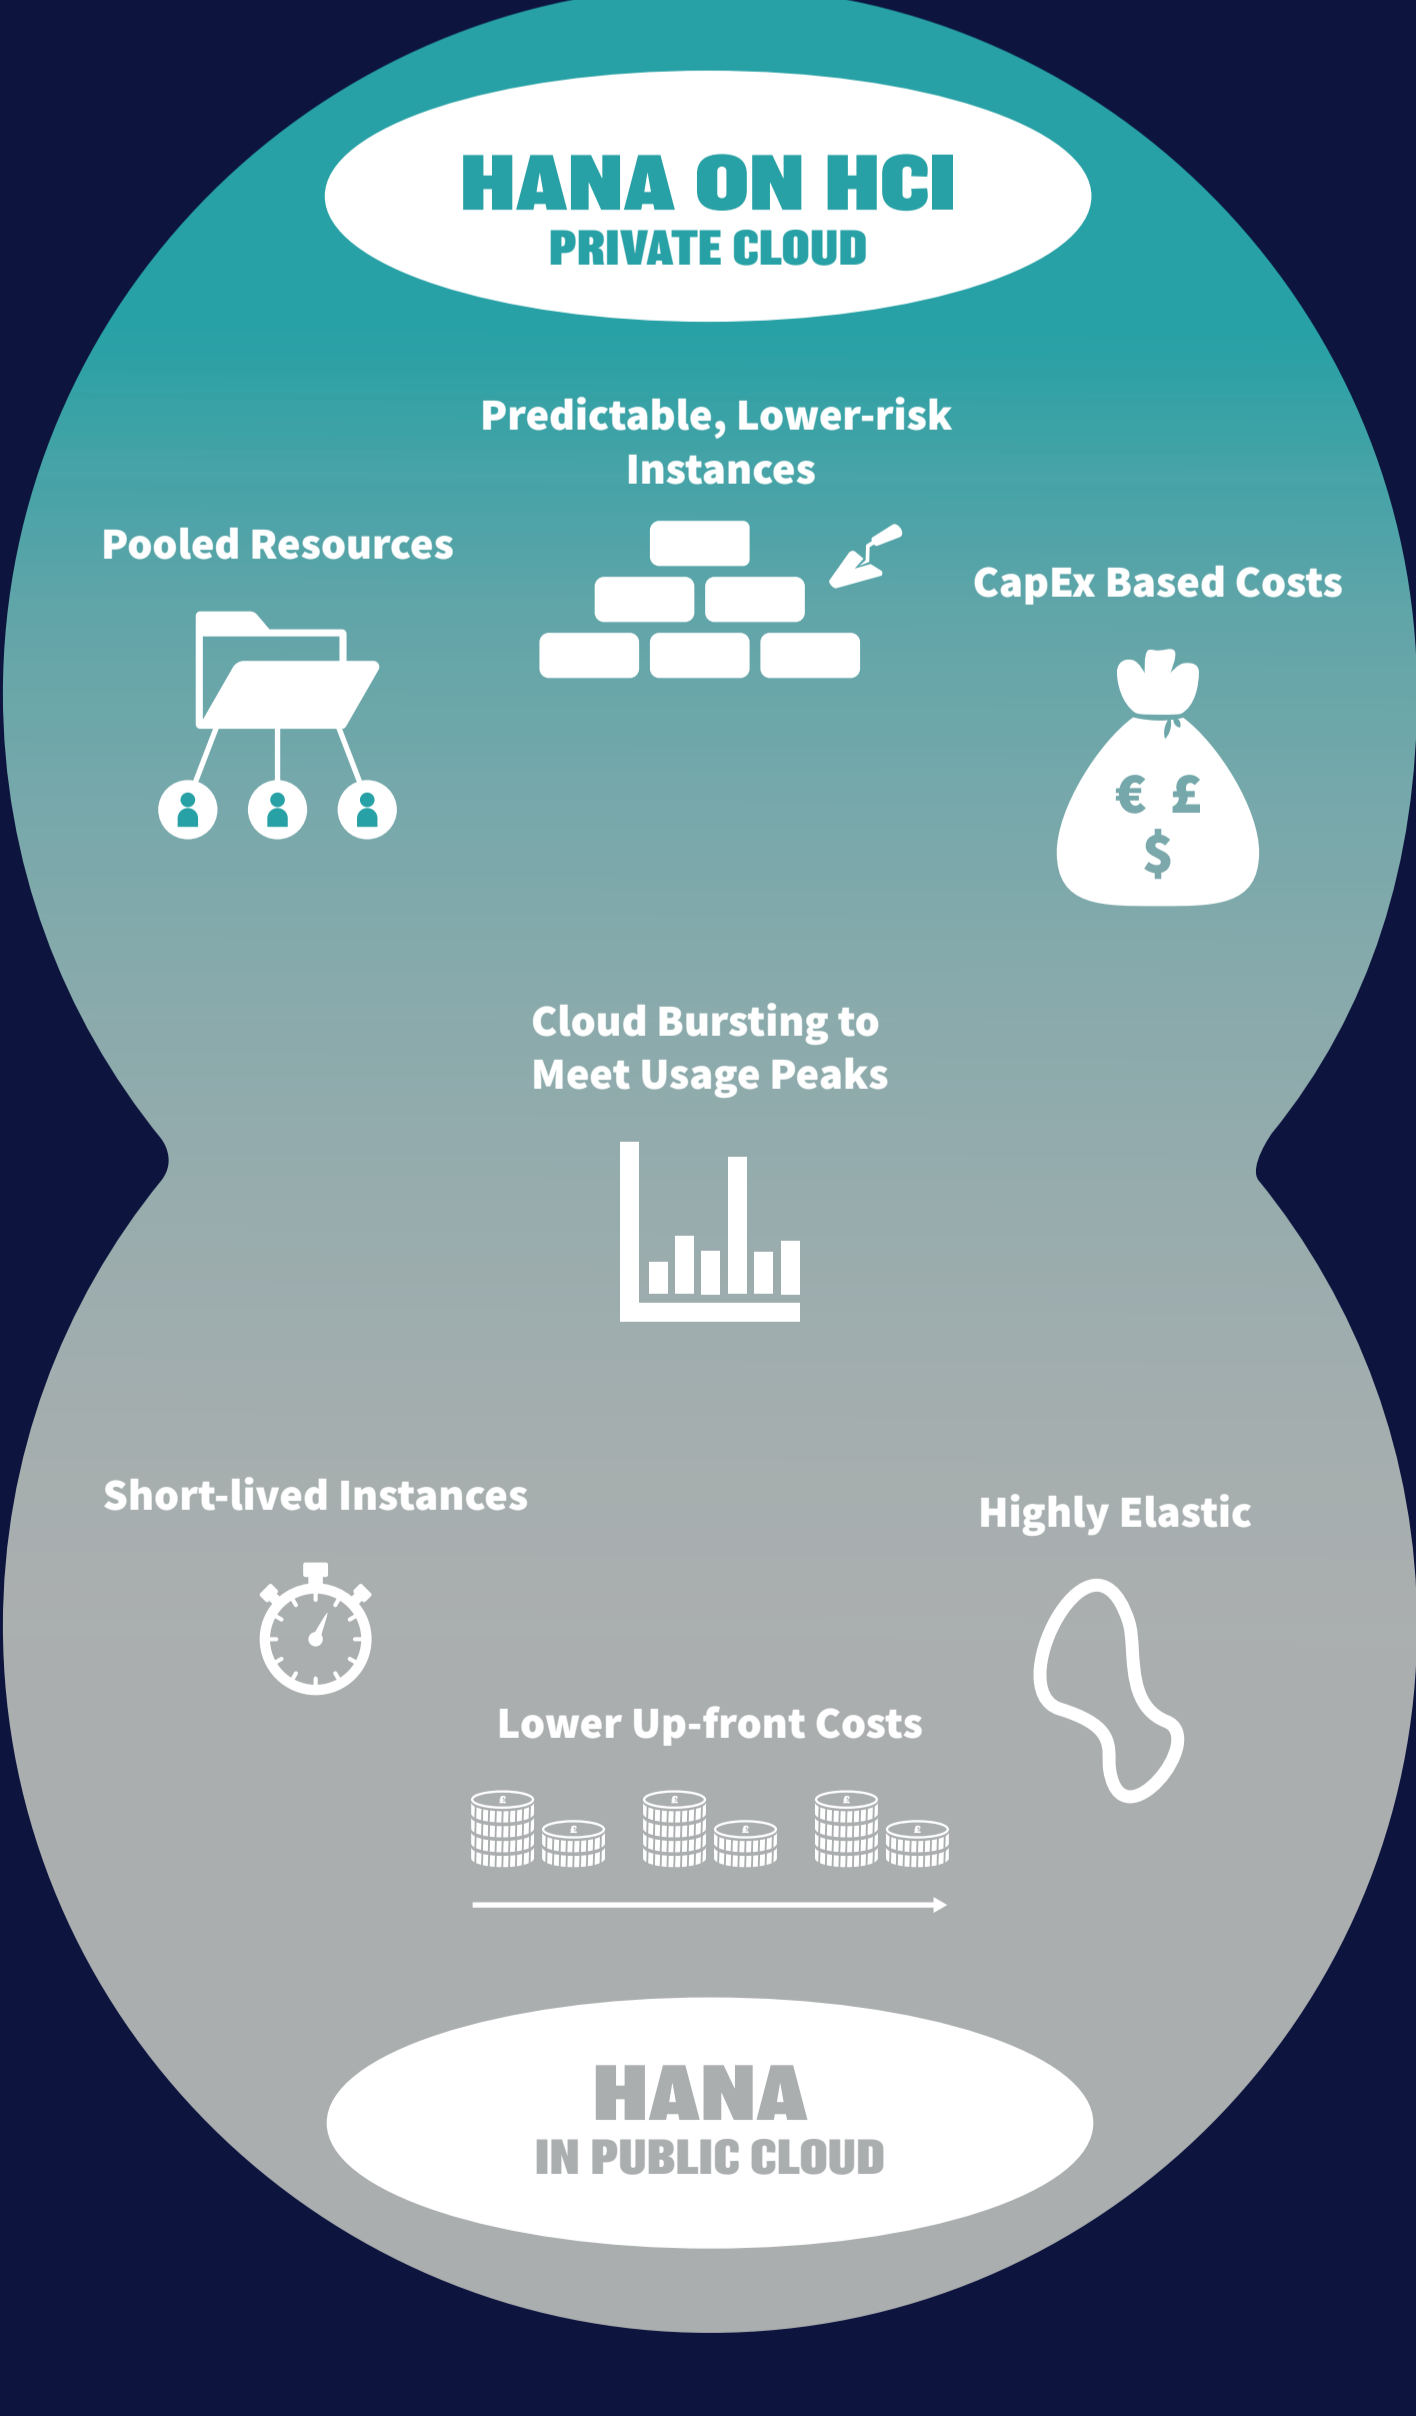 HANA ON HCI
PRIVATE CLOUD
Predictable, Lower-risk
Instances
Pooled Resources
CapEx Based Costs
€ £
$
Cloud Bursting to
Meet Usage Peaks
Short-lived Instances
Highly Elastic
Lower Up-front Costs
£ £ £
£ £ £
HANA
IN PUBLIC CLOUD